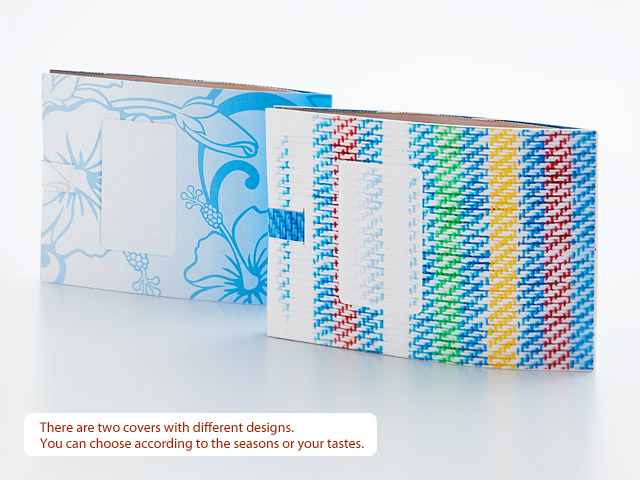 There are two covers with different designs.
You can choose according to the seasons or your tastes.